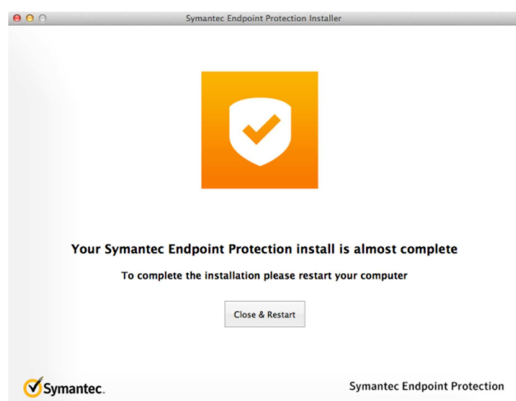 Symantec Endpoint Protection Installer
Your Symantec Endpoint Protection install is almost complete
To complete the installation please restart your computer
Close & Restart
Symantec.
Symantec Endpoint Protection